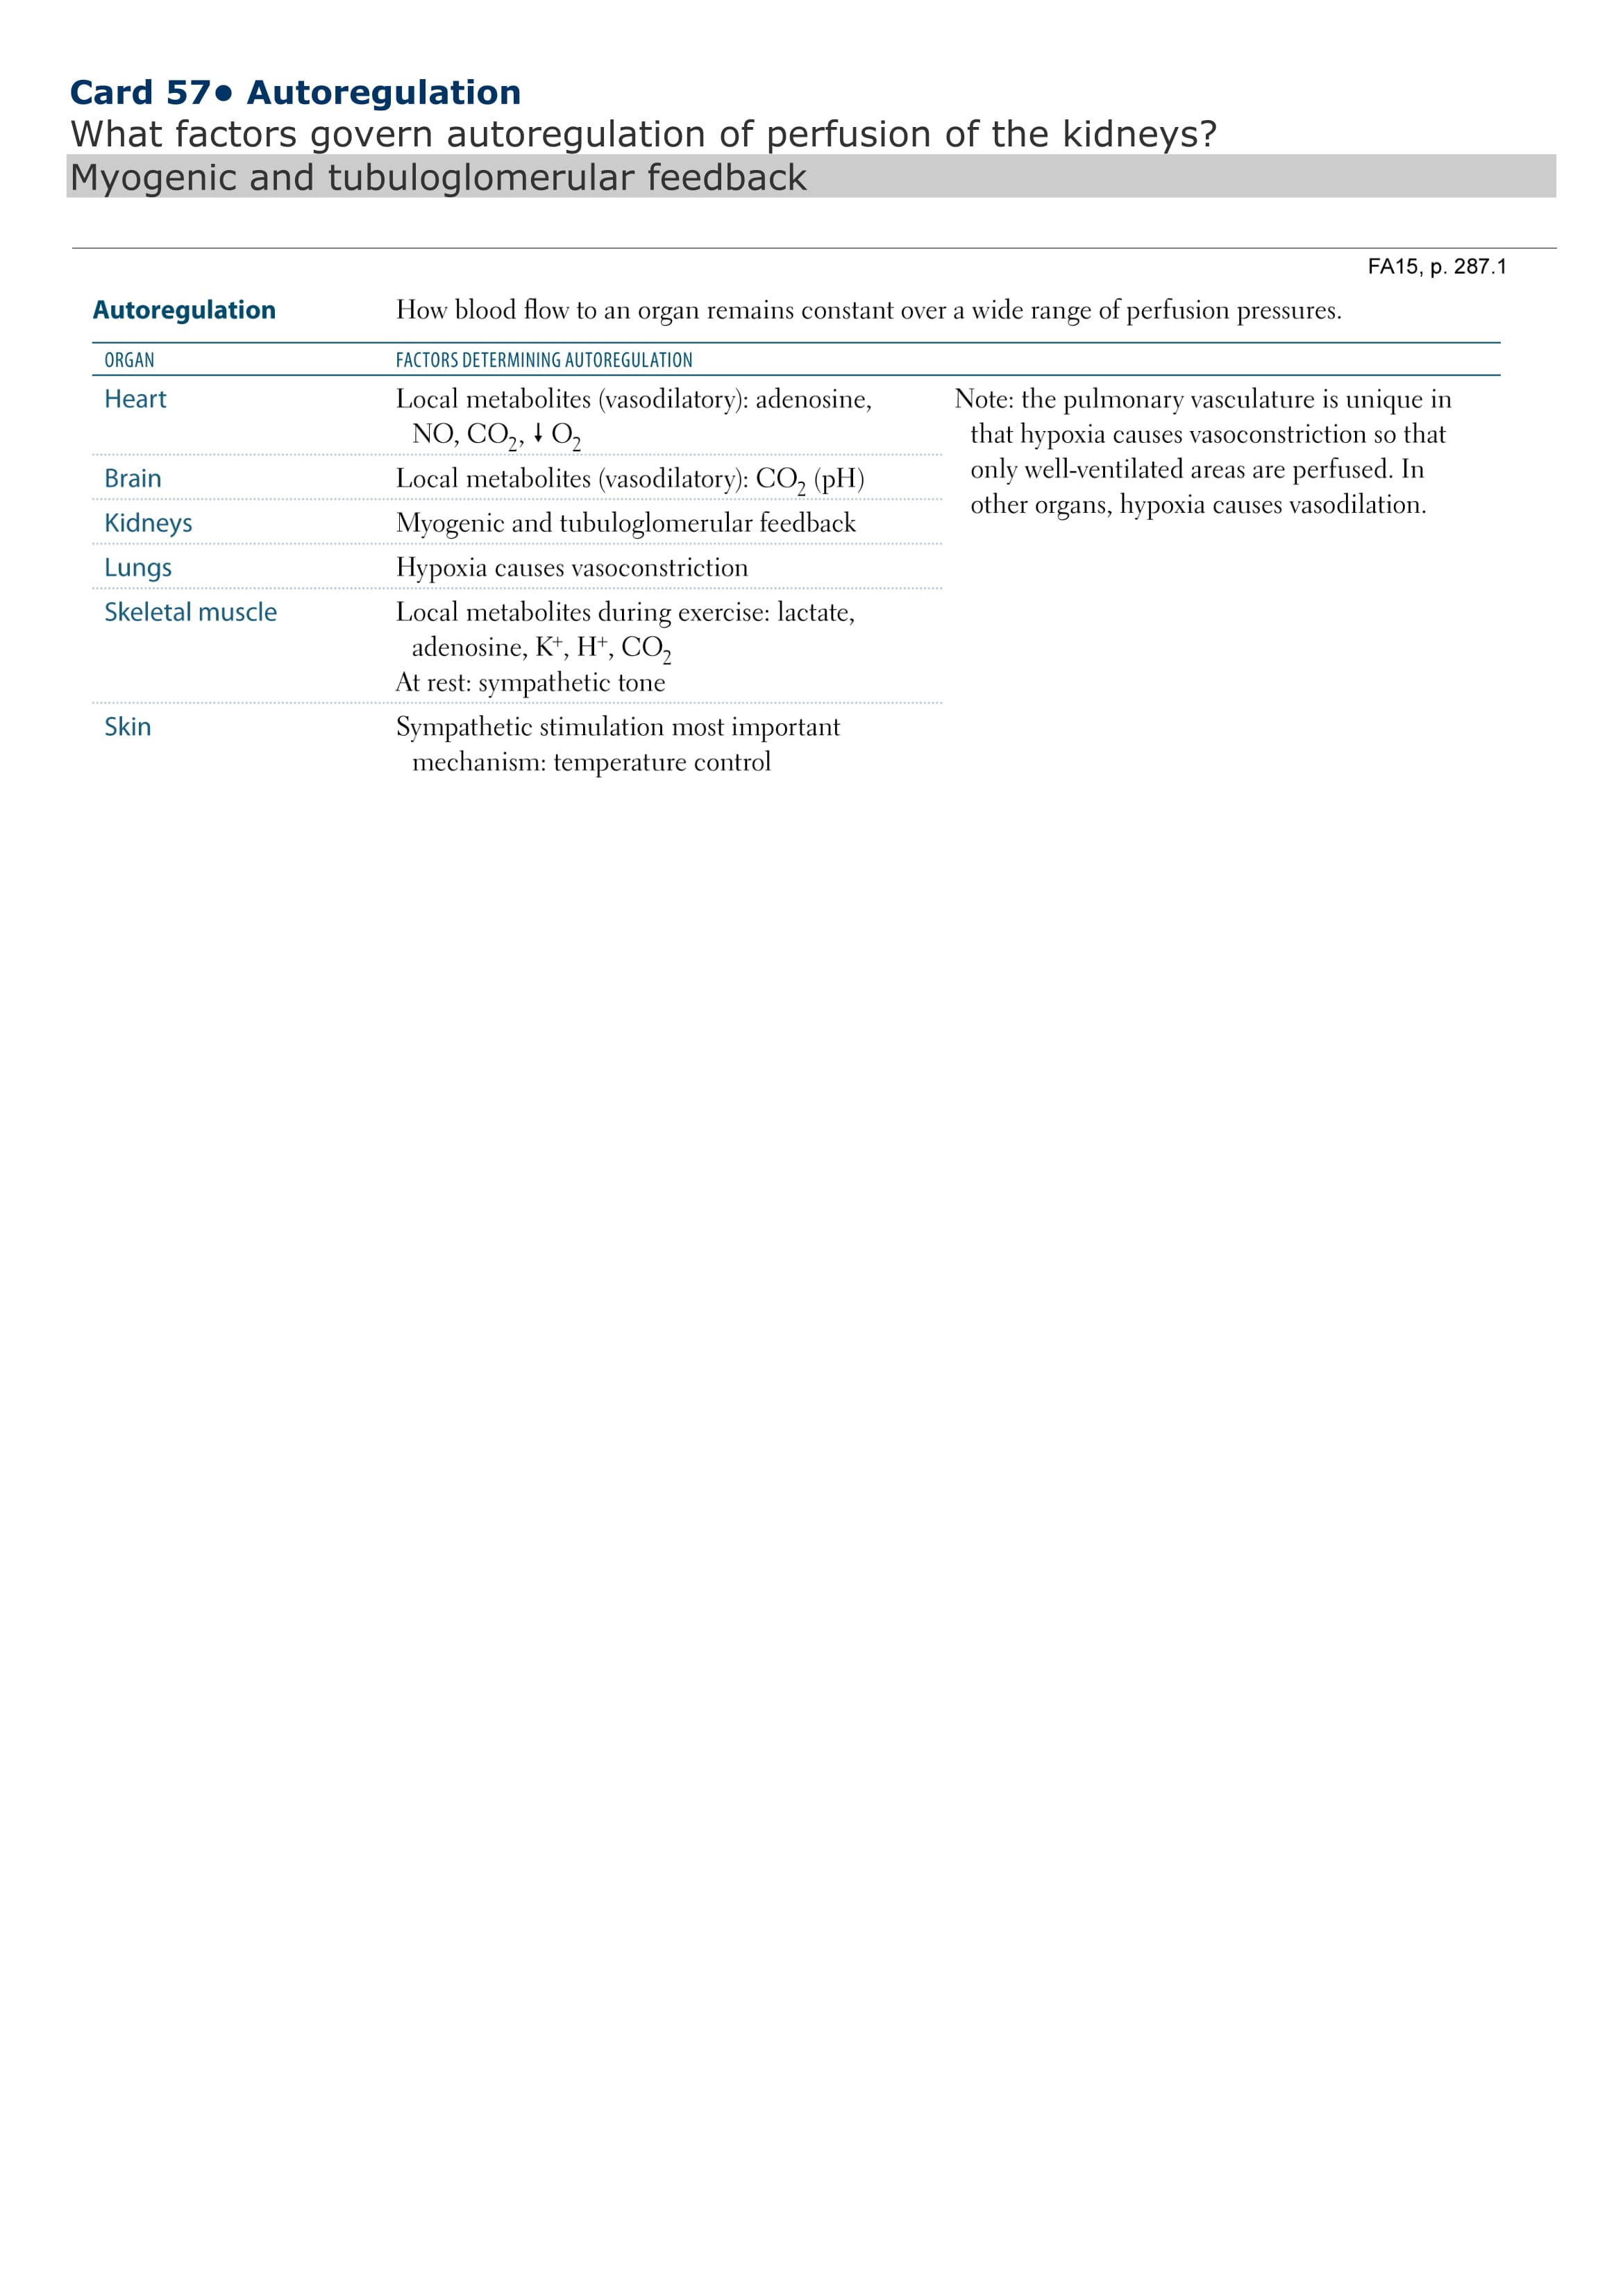 Card 57• Autoregulation
What factors govern autoregulation of perfusion of the kidneys?
Myogenic and tubuloglomerular feedback
FA15, p. 287.1
Autoregulation How blood flow to an organ remains constant over a wide range of perfusion pressures.
ORGAN FACTORS DETERMINING AUTOREGULATION
Heart Local metabolites (vasodilatory): adenosine,
NO, CO₂, ↓ O₂
Note: the pulmonary vasculature is unique in
that hypoxia causes vasoconstriction so that
only well-ventilated areas are perfused. In
other organs, hypoxia causes vasodilation.
Brain Local metabolites (vasodilatory): CO₂ (pH)
Kidneys Myogenic and tubuloglomerular feedback
Lungs Hypoxia causes vasoconstriction
Skeletal muscle Local metabolites during exercise: lactate,
adenosine, K⁺, H⁺, CO₂
At rest: sympathetic tone
Skin Sympathetic stimulation most important
mechanism: temperature control